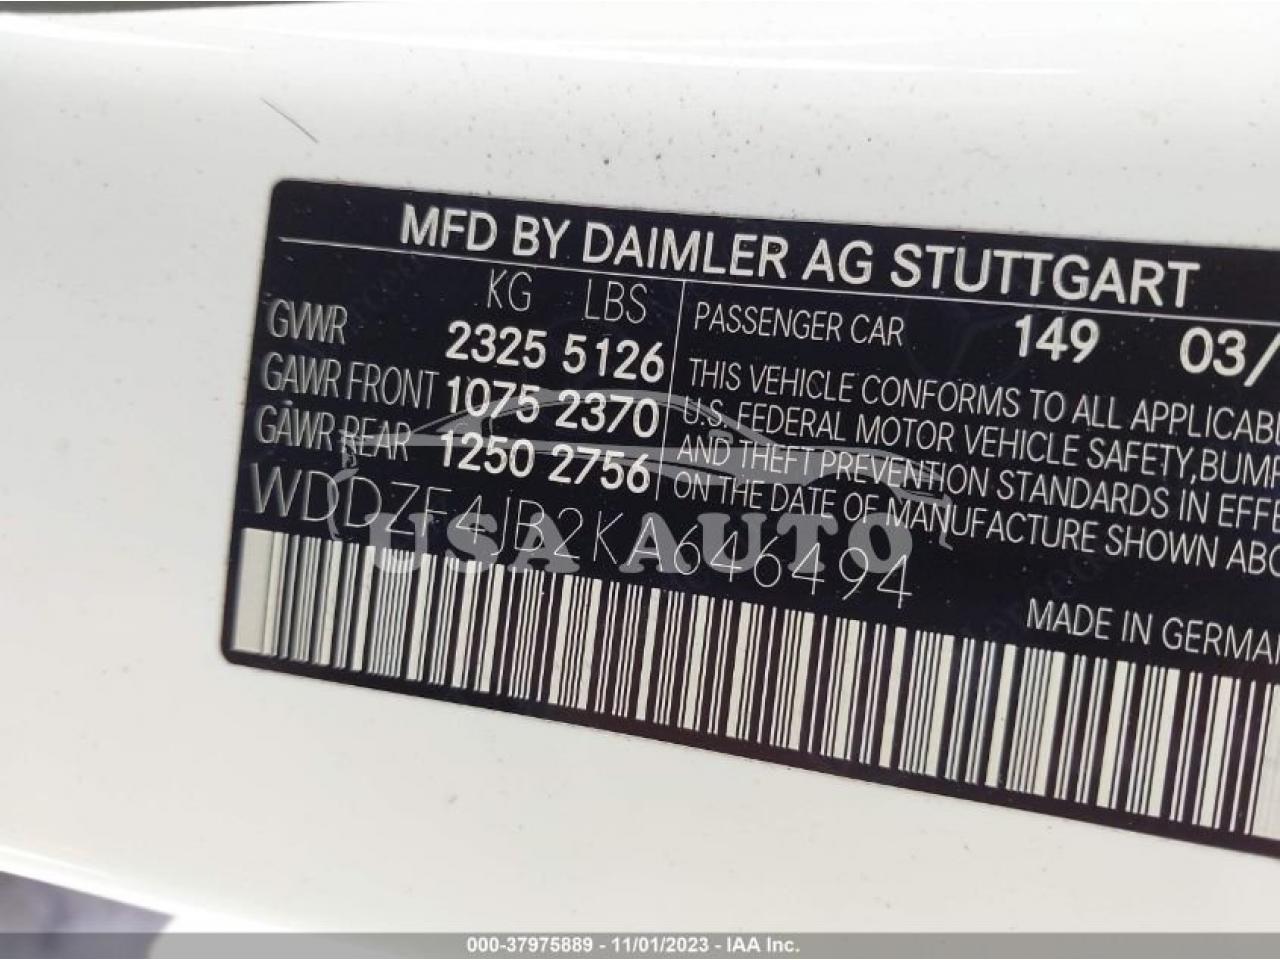 MFD BY DAIMLER AG STUTTGART
KG LBS
GVWR 2325 5126
GAWR FRONT 1075 2370
GAWR REAR 1250 2756
PASSENGER CAR 149 03/
THIS VEHICLE CONFORMS TO ALL APPLICABL
U.S. FEDERAL MOTOR VEHICLE SAFETY, BUMP
AND THEFT PREVENTION STANDARDS IN EFFE
ON THE DATE OF MANUFACTURE SHOWN ABO
WDDZF4JB2KA646494
USA AUTO
MADE IN GERMAN
000-37975889 - 11/01/2023 - IAA Inc.